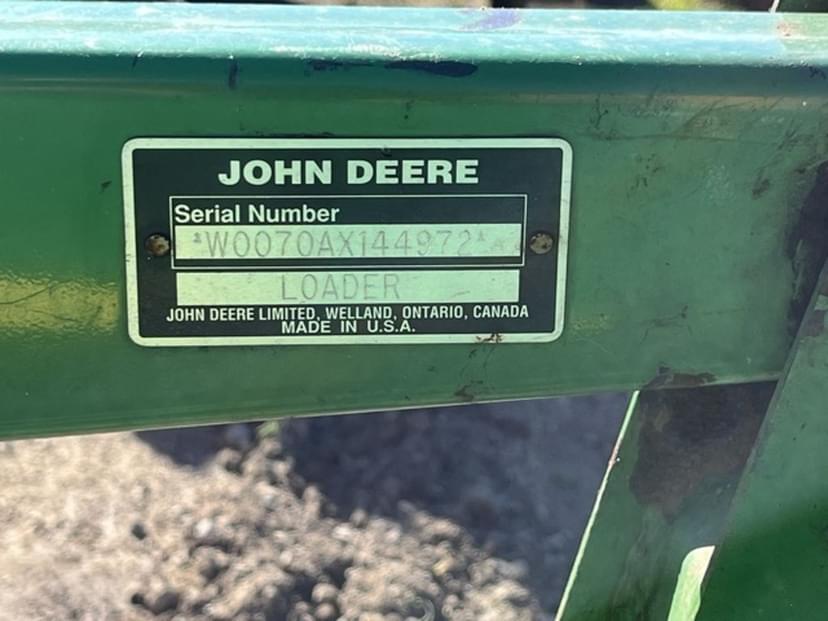 JOHN DEERE
Serial Number
*W0070AX144972*
LOADER
JOHN DEERE LIMITED, WELLAND, ONTARIO, CANADA
MADE IN U.S.A.